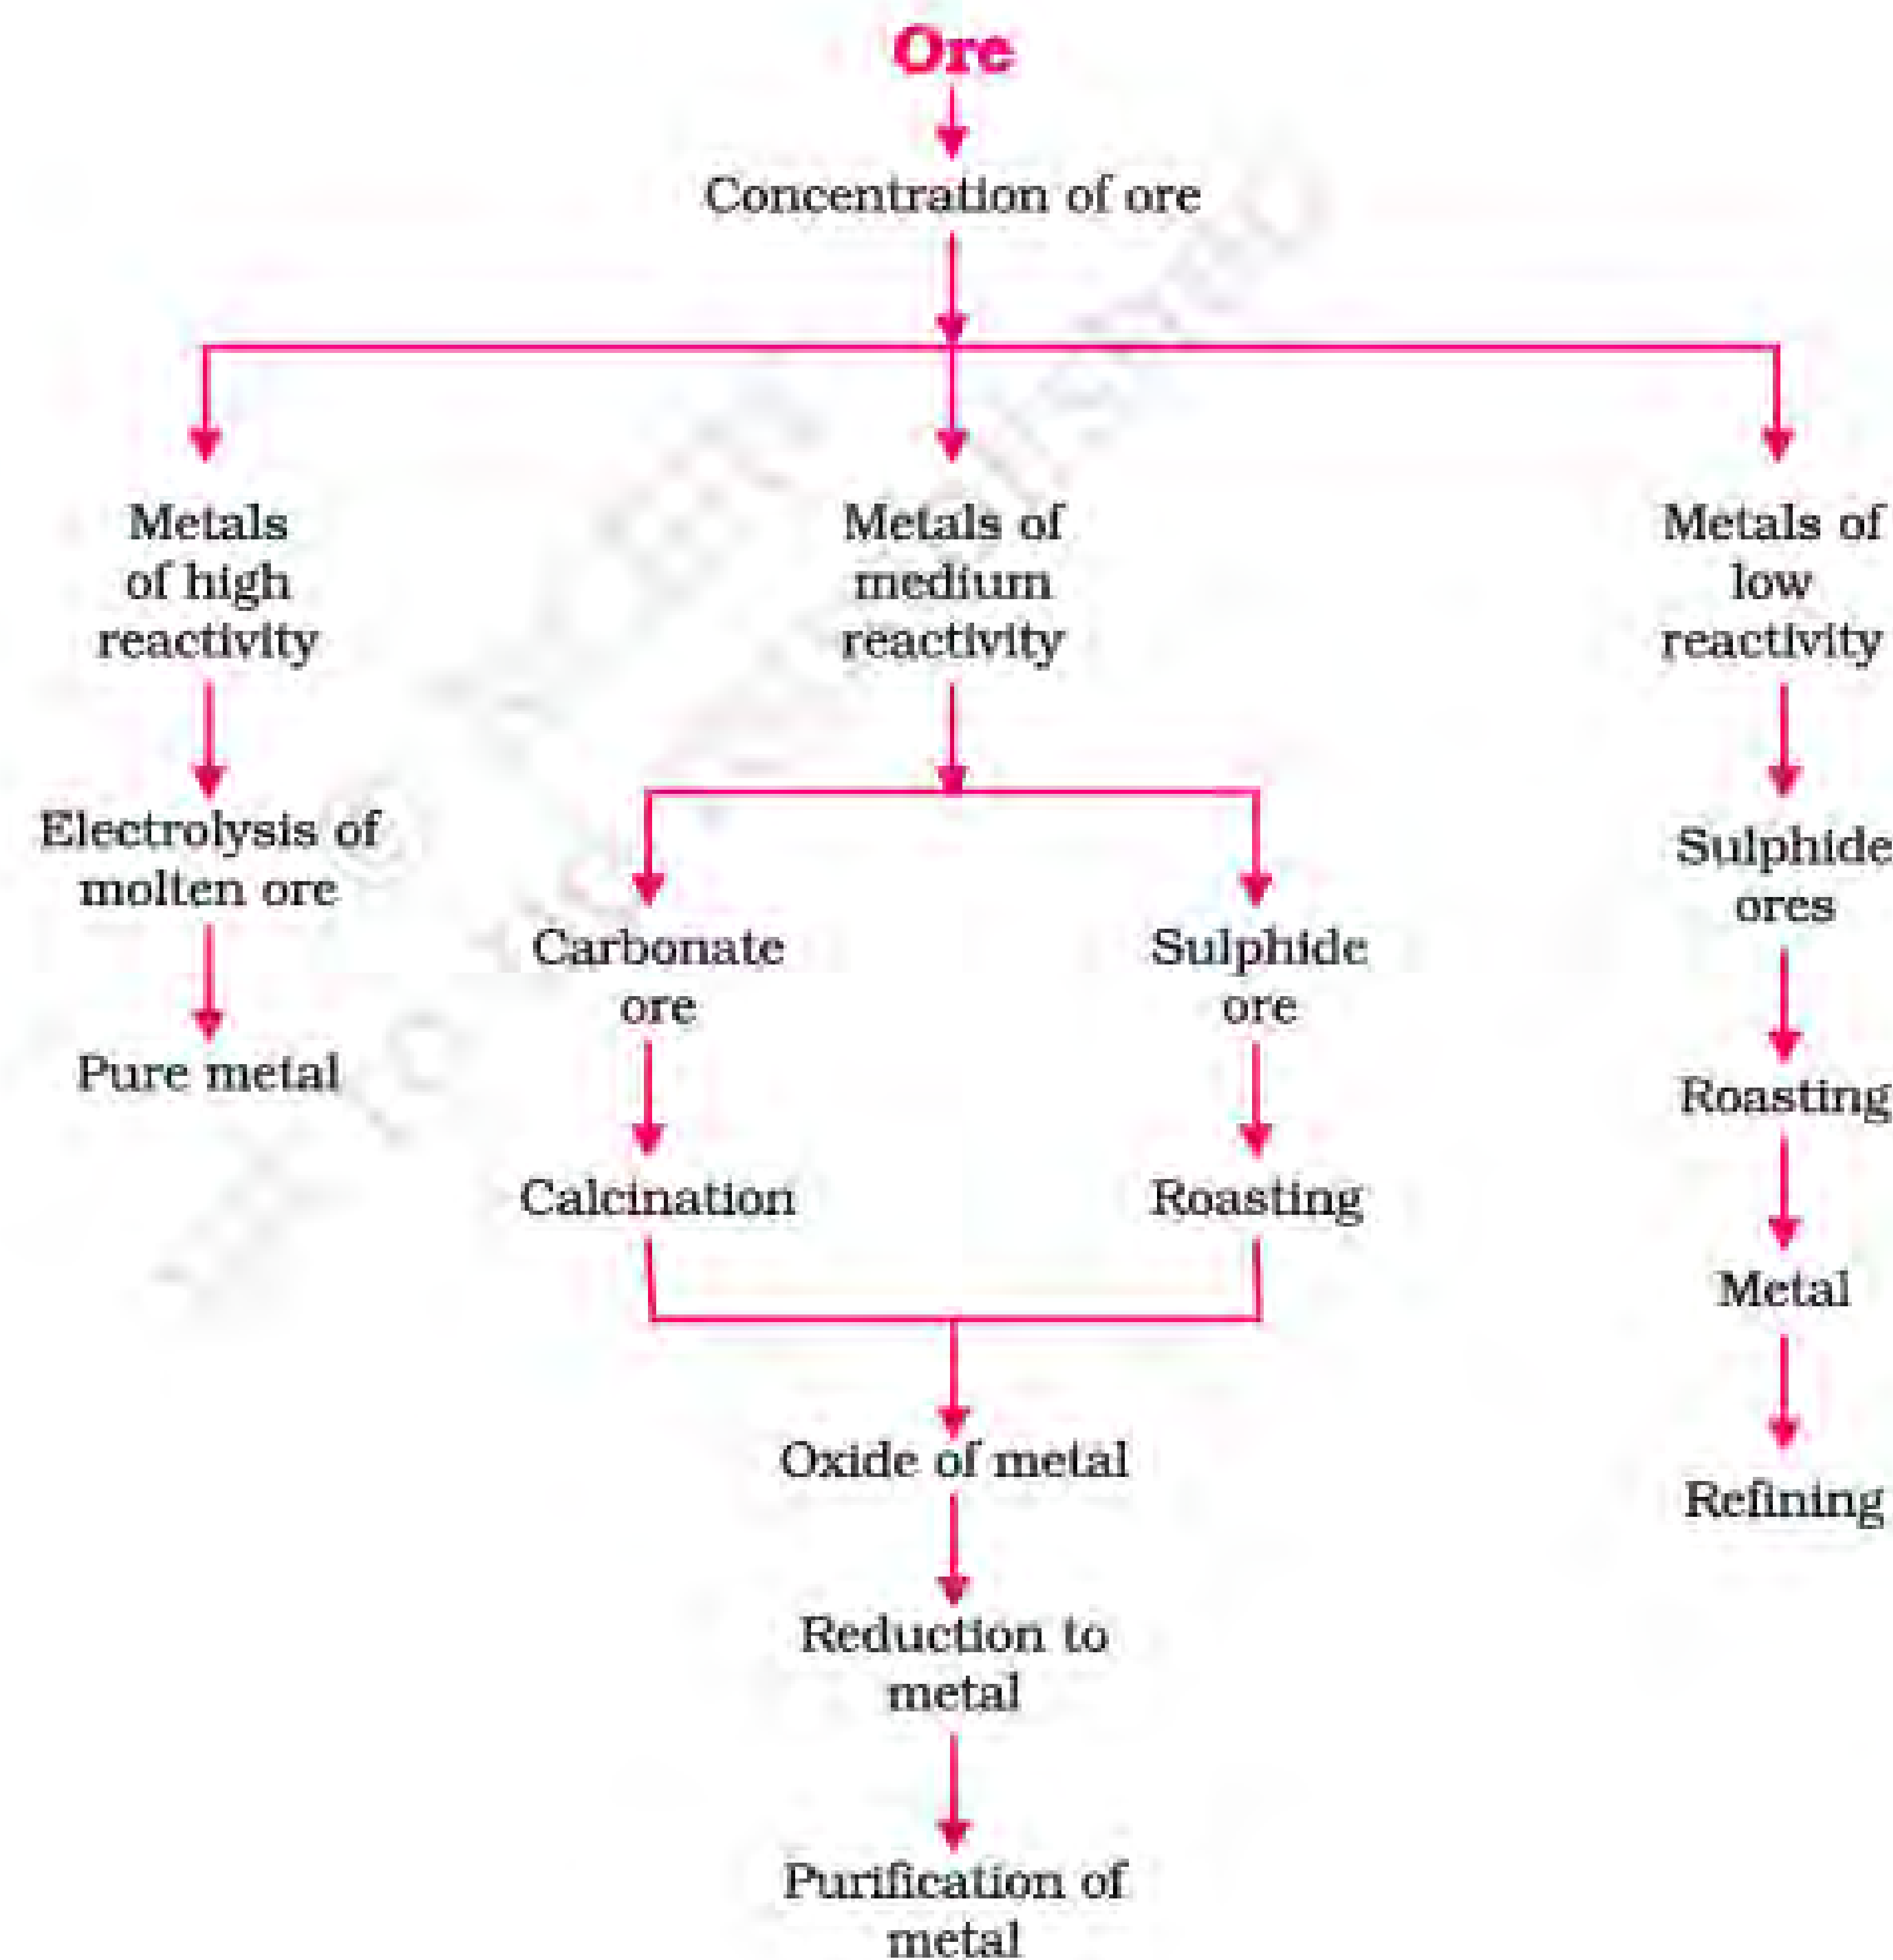 Ore
Concentration of ore
Metals
of high
reactivity
Metals of
medium
reactivity
Metals of
low
reactivity
Electrolysis of
molten ore
Pure metal
Carbonate
ore
Calcination
Sulphide
ore
Roasting
Oxide of metal
Reduction to
metal
Purification of
metal
Sulphide
ores
Roasting
Metal
Refining